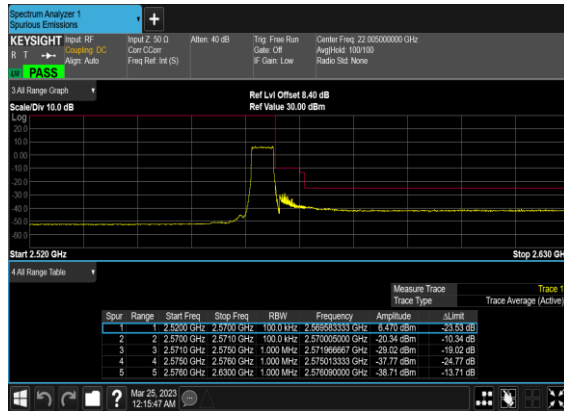 Spectrum Analyzer 1
Spurious Emissions
KEYSIGHT Input: RF Input Z: 50 Ω Atten: 40 dB Trig: Free Run Center Freq: 22.005000000 GHz
R T Coupling: DC Corr CCorr Gate: Off Avg|Hold: 100/100
Align: Auto Freq Ref: Int (S) IF Gain: Low Radio Std: None
PASS
3 All Range Graph
Ref Lvl Offset 8.40 dB
Scale/Div 10.0 dB Ref Value 30.00 dBm
Log
20.0
10.0
0.00
-10.0
-20.0
-30.0
-40.0
-50.0
-60.0
Start 2.520 GHz Stop 2.630 GH
4 All Range Table
Measure Trace Trace 1
Trace Type Trace Average (Active)
Spur Range Start Freq Stop Freq RBW Frequency Amplitude ΔLimit
1 1 2.5200 GHz 2.5700 GHz 100.0 kHz 2.569583333 GHz 6.470 dBm -23.53 dB
2 2 2.5700 GHz 2.5710 GHz 100.0 kHz 2.570005000 GHz -20.34 dBm -10.34 dB
3 3 2.5710 GHz 2.5750 GHz 1.000 MHz 2.571966667 GHz -29.02 dBm -19.02 dB
4 4 2.5750 GHz 2.5760 GHz 1.000 MHz 2.575013333 GHz -37.77 dBm -24.77 dB
5 5 2.5760 GHz 2.6300 GHz 1.000 MHz 2.576090000 GHz -38.71 dBm -13.71 dB
Mar 25, 2023
12:15:47 AM